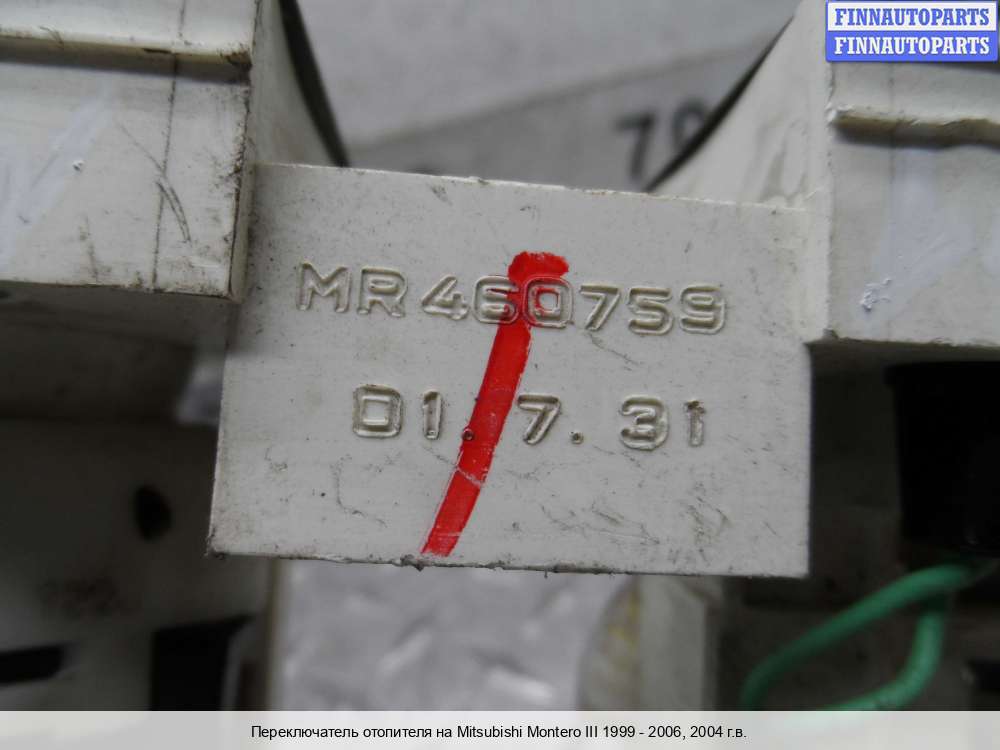 FINNAUTOPARTS
FINNAUTOPARTS
MR460759
01.7.31
Переключатель отопителя на Mitsubishi Montero III 1999 - 2006, 2004 г.в.